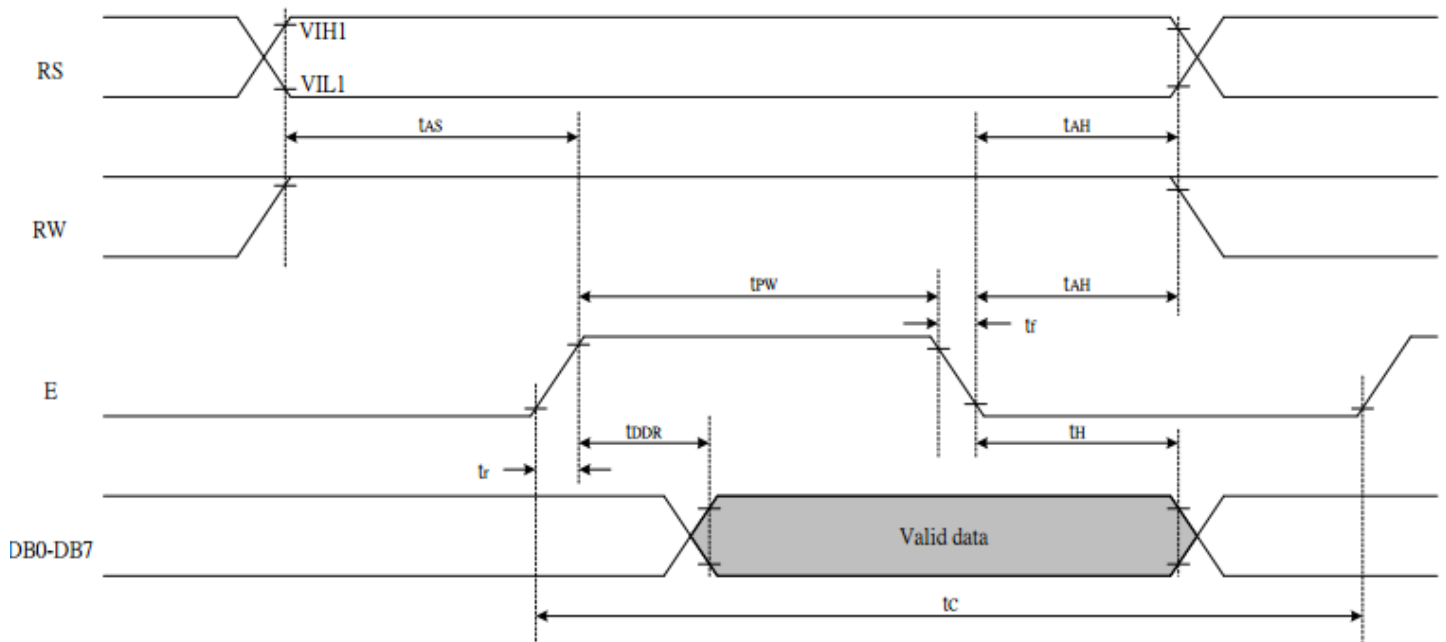 VIH1
RS
VIL1
tAS
tAH
RW
tPW
tAH
tf
E
tDDR
tH
tr
Valid data
DB0-DB7
tC